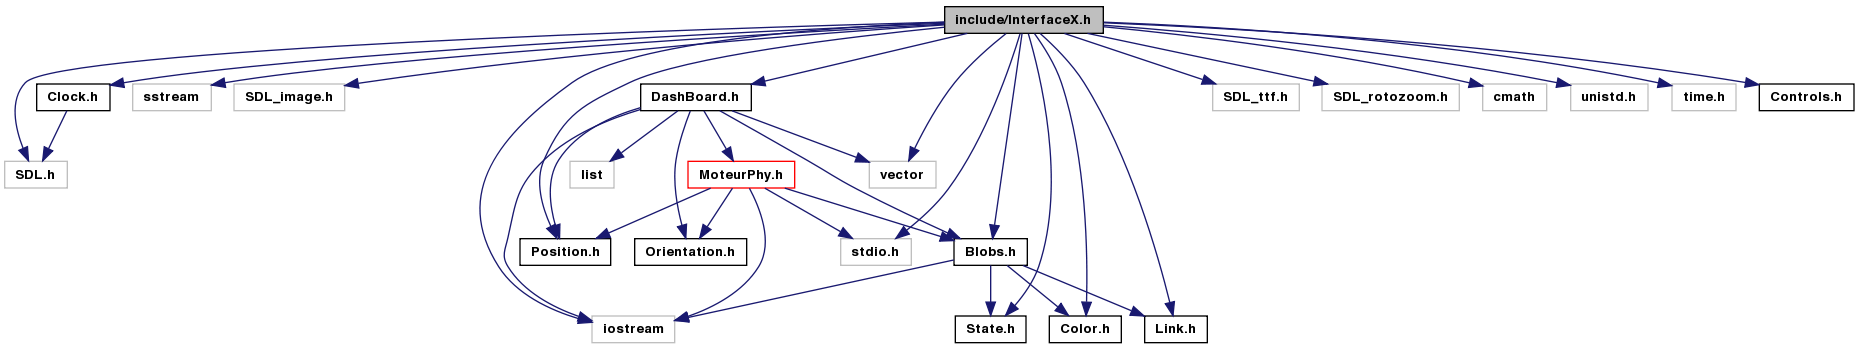 include/InterfaceX.h
Clock.h
sstream
SDL_image.h
DashBoard.h
SDL_ttf.h
SDL_rotozoom.h
cmath
unistd.h
time.h
Controls.h
SDL.h
list
MoteurPhy.h
vector
Position.h
Orientation.h
stdio.h
Blobs.h
iostream
State.h
Color.h
Link.h